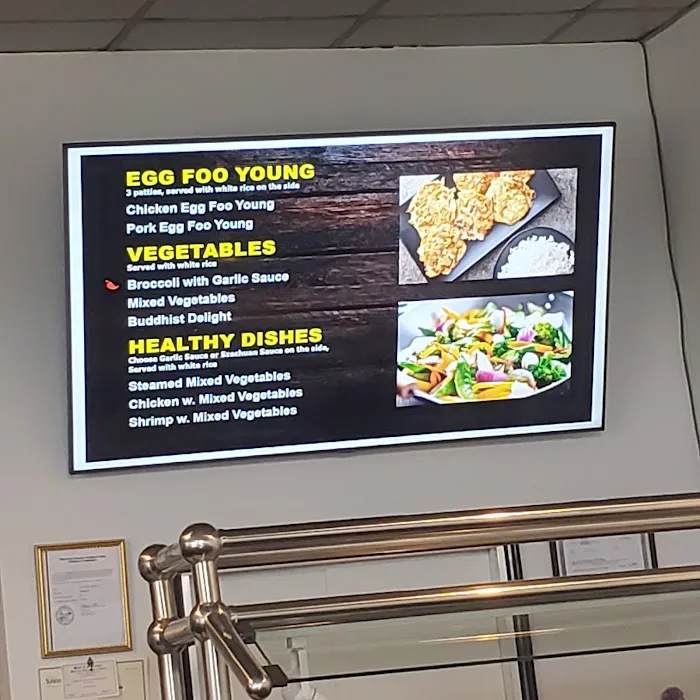 EGG FOO YOUNG
3 patties, served with white rice on the side
Chicken Egg Foo Young
Pork Egg Foo Young
VEGETABLES
Served with white rice
Broccoli with Garlic Sauce
Mixed Vegetables
Buddhist Delight
HEALTHY DISHES
Choose Garlic Sauce or Szechuan Sauce on the side,
Served with white rice
Steamed Mixed Vegetables
Chicken w. Mixed Vegetables
Shrimp w. Mixed Vegetables